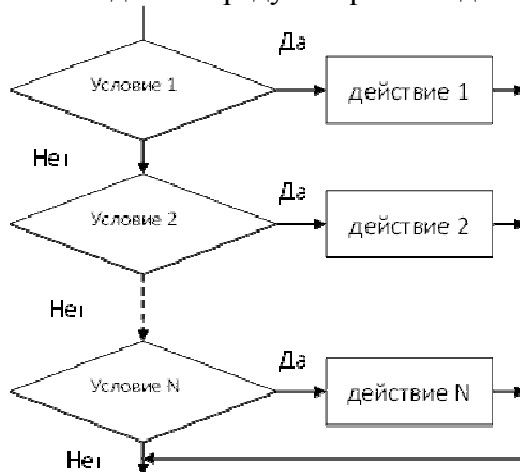 Да
Условие 1
действие 1
Нет
Да
Условие 2
действие 2
Нет
Да
Условие N
действие N
Нет